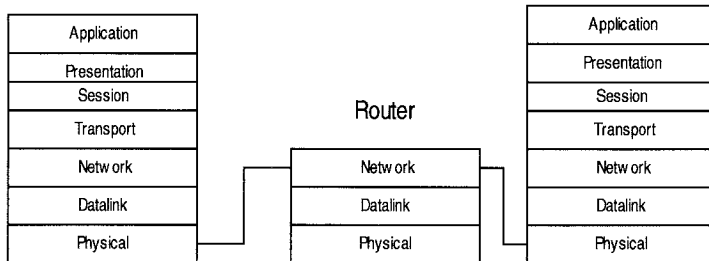 Application
Presentation
Session
Transport
Network
Datalink
Physical
Router
Network
Datalink
Physical
Application
Presentation
Session
Transport
Network
Datalink
Physical